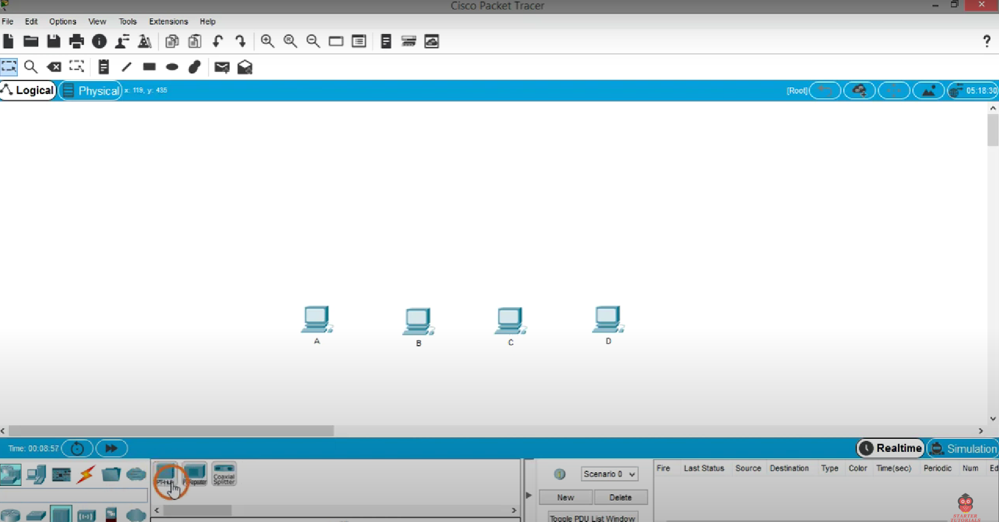 Cisco Packet Tracer
File Edit Options View Tools Extensions Help
Logical Physical x: 119, y: 435 [Root] 05:18:30
A B C D
Time: 00:08:57 Realtime Simulation
PT-Hub PT-Repeater Coaxial Splitter
Scenario 0
New Delete
Toggle PDU List Window
Fire Last Status Source Destination Type Color Time(sec) Periodic Num Ed
STARTER
TUTORIALS